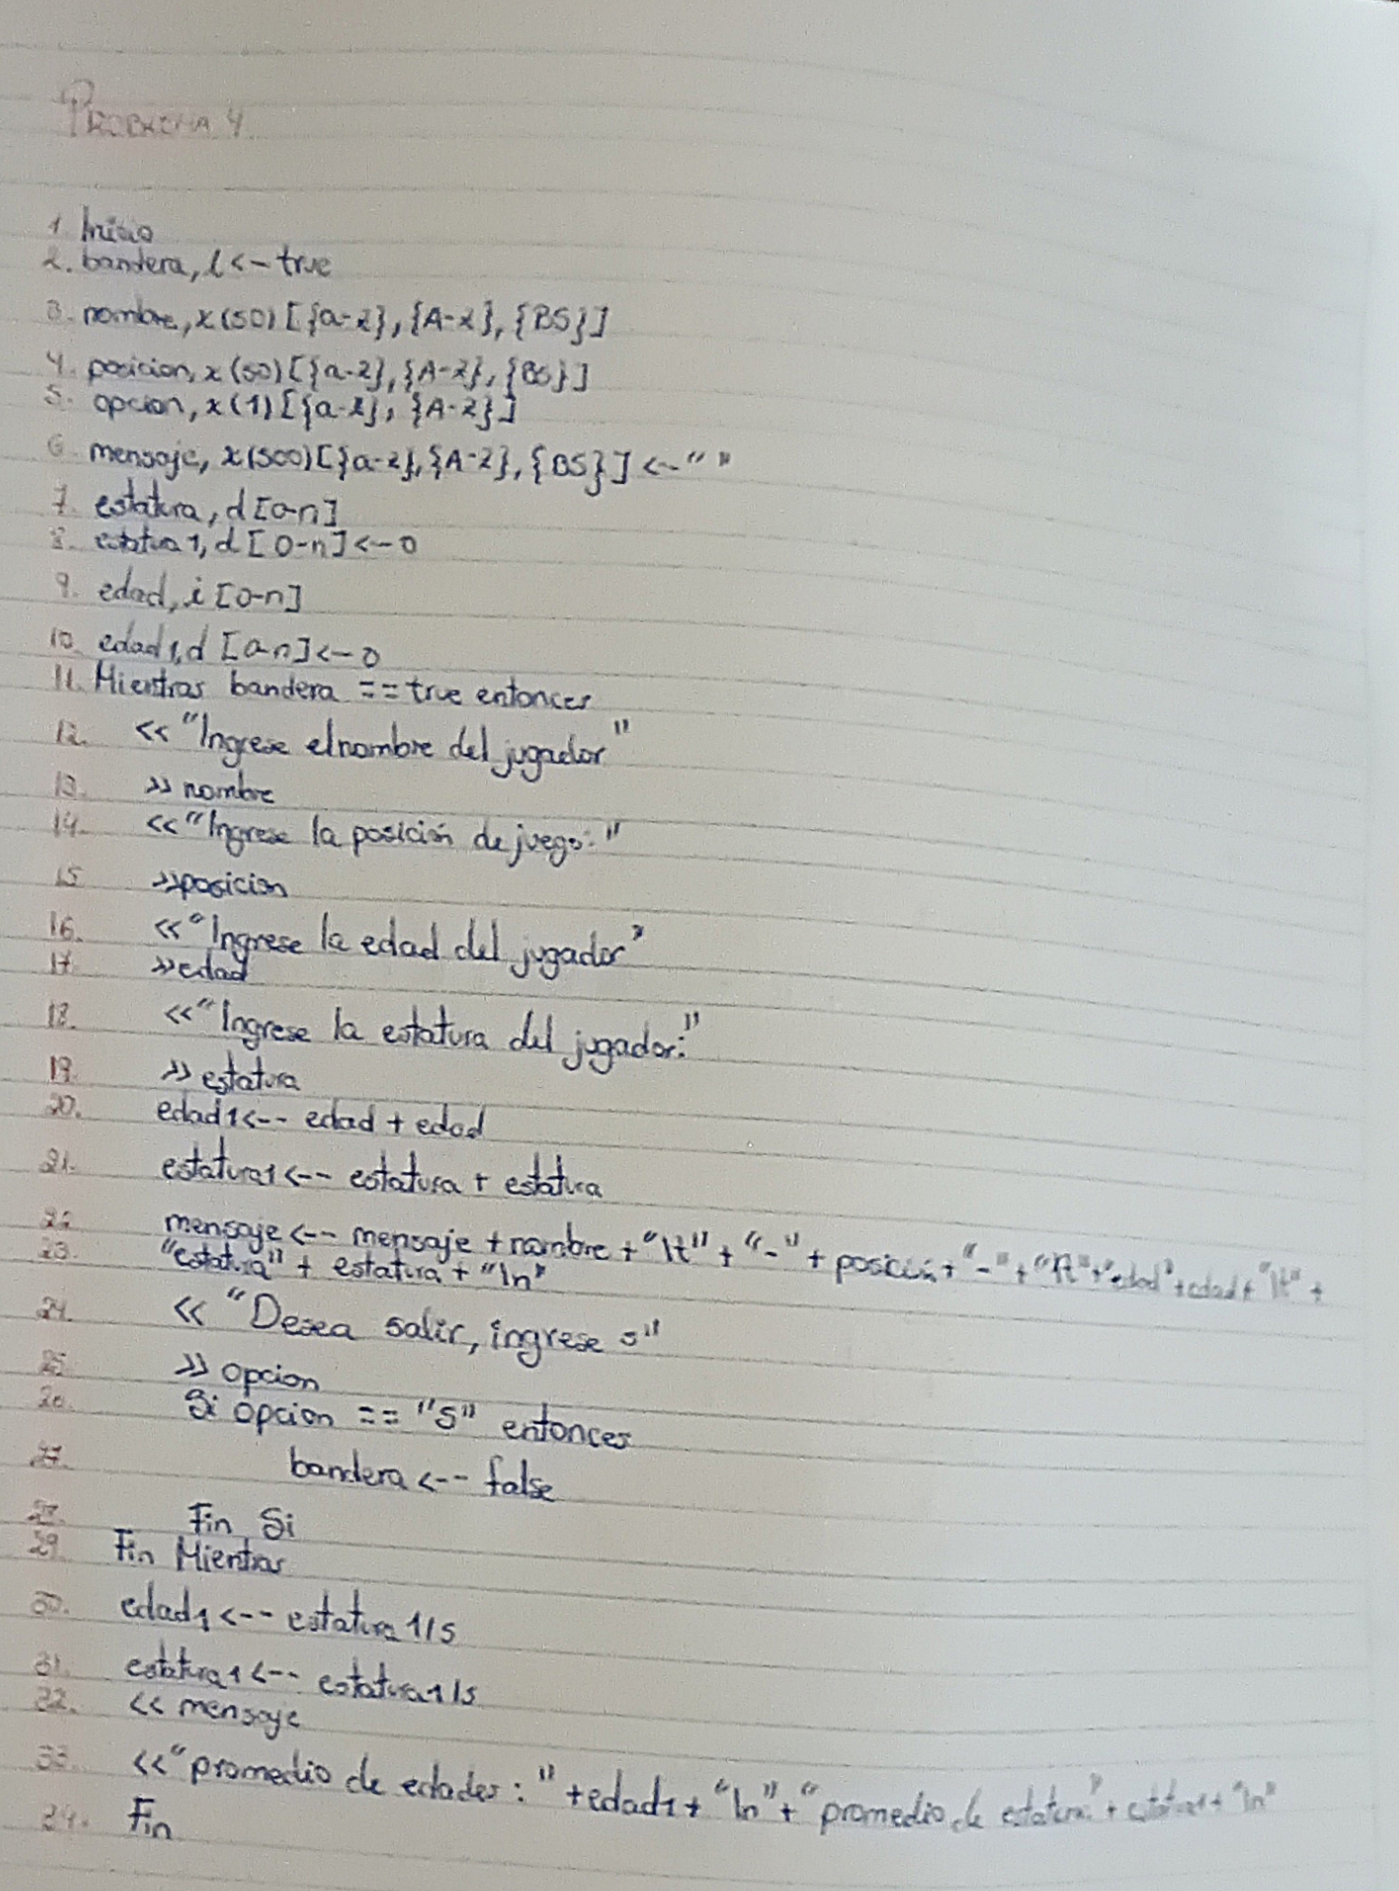 PROBLEMA 4
1. Inicio
2. bandera, l <- true
3. nombre, x(50)[{a-z},{A-z},{BS}]
4. posicion, x(50)[{a-z},{A-z},{BS}]
5. opcion, x(1)[{a-z},{A-z}]
6. mensaje, x(500)[{a-z},{A-z},{BS}] <-- " "
7. estatura, d[0-n]
8. estatura1, d[0-n] <-- 0
9. edad, i[0-n]
10. edad1, d[0-n] <-- 0
11. Mientras bandera == true entonces
12. << "Ingrese el nombre del jugador"
13. >> nombre
14. << "Ingrese la posición de juego:"
15 >> posicion
16. << "Ingrese la edad del jugador"
17 >> edad
18. << "Ingrese la estatura del jugador:"
19. >> estatura
20. edad1 <-- edad + edad
21. estatura1 <-- estatura + estatura
22 mensaje <-- mensaje + nombre + "\t" + "-" + posición + "-" + "\t" + "edad" + edad + "\t" +
23. "estatura" + estatura + "\n"
24. << "Desea salir, ingrese s"
25 >> opcion
26. Si opcion == "S" entonces
27. bandera <-- false
27. Fin Si
29 Fin Mientras
30. edad1 <-- estatura1/5
31. estatura1 <-- estatura1/5
32. << mensaje
33. << "promedio de edades:" + edad1 + "\n" + "promedio de estatura:" + estatura1 + "\n"
34. Fin